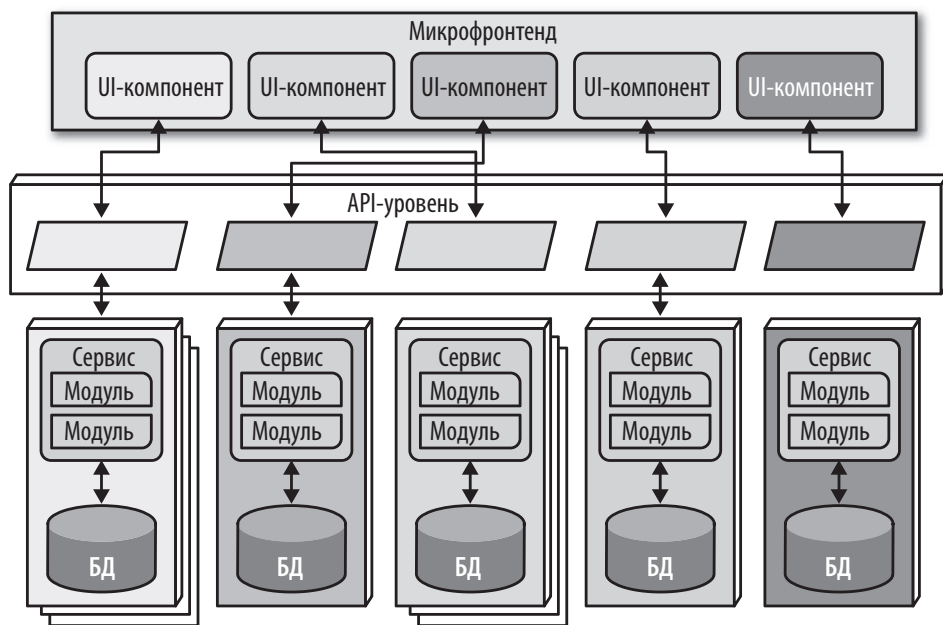 Микрофронтенд
UI-компонент
UI-компонент
UI-компонент
UI-компонент
UI-компонент
API-уровень
Сервис
Модуль
Модуль
БД
Сервис
Модуль
Модуль
БД
Сервис
Модуль
Модуль
БД
Сервис
Модуль
Модуль
БД
Сервис
Модуль
Модуль
БД